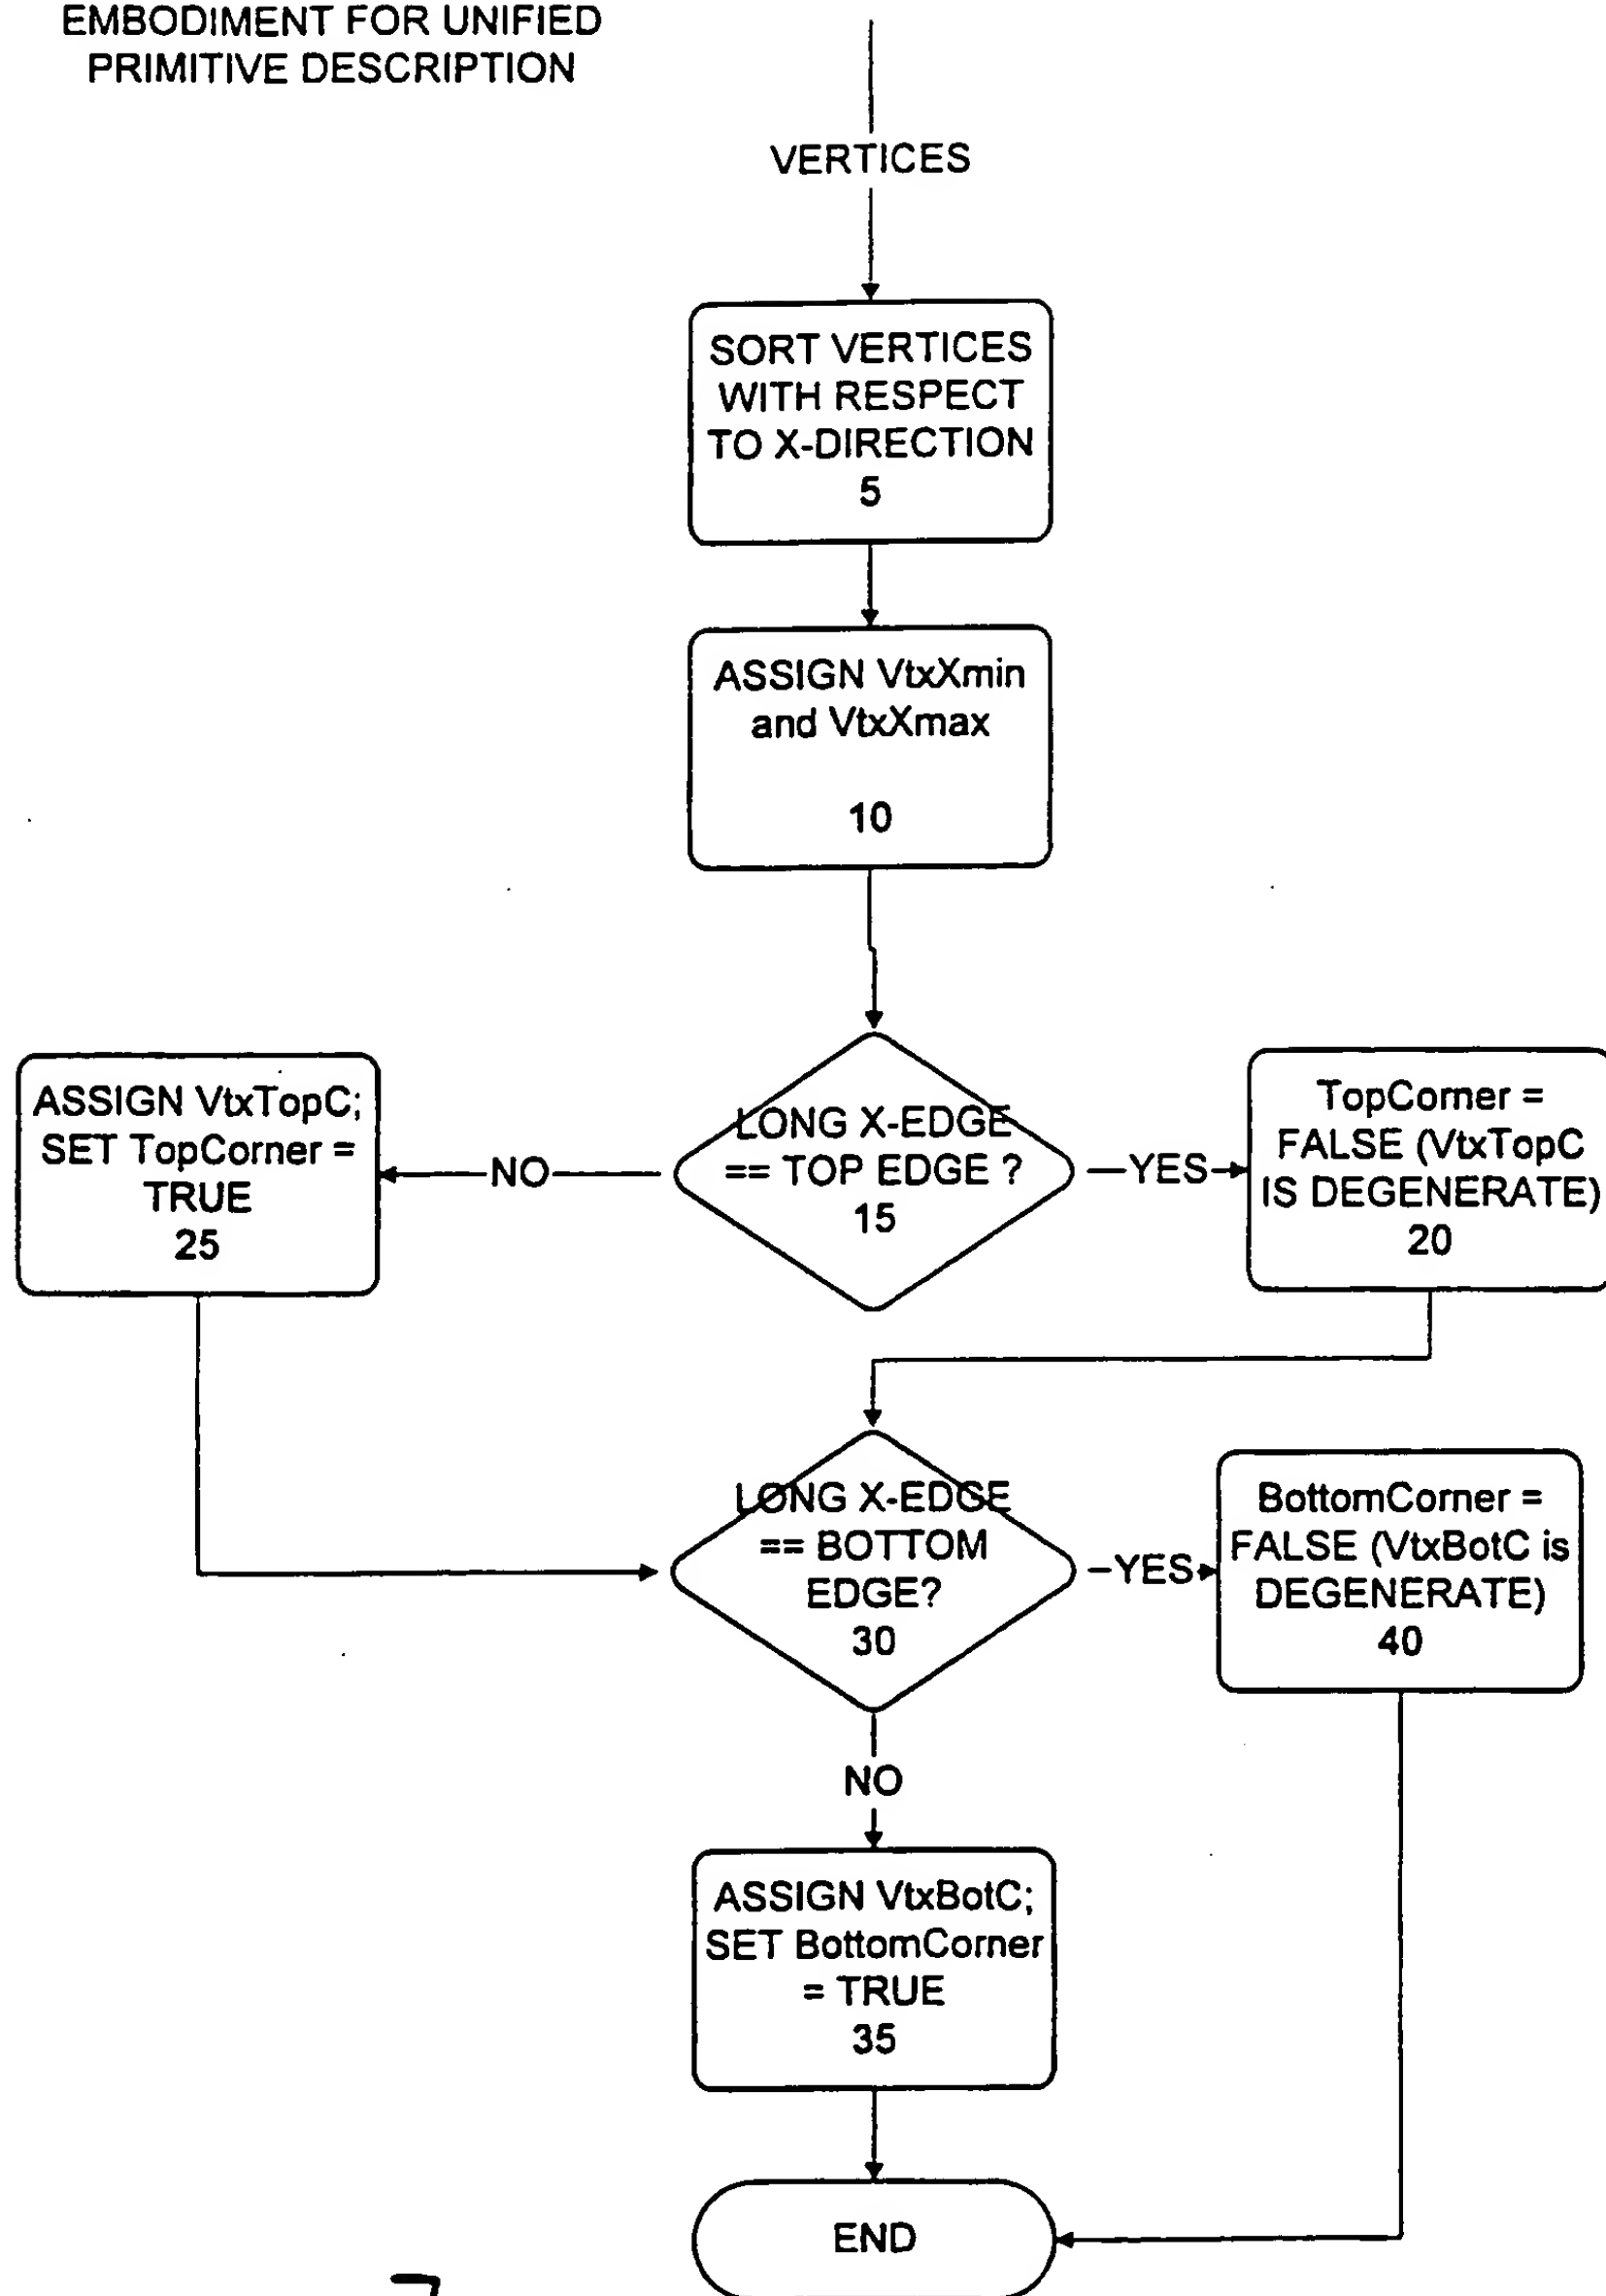 EMBODIMENT FOR UNIFIED
PRIMITIVE DESCRIPTION
VERTICES
SORT VERTICES
WITH RESPECT
TO X-DIRECTION
5
ASSIGN VtxXmin
and VtxXmax
10
LONG X-EDGE
== TOP EDGE ?
15
NO
YES
ASSIGN VtxTopC;
SET TopCorner =
TRUE
25
TopCorner =
FALSE (VtxTopC
IS DEGENERATE)
20
LONG X-EDGE
== BOTTOM
EDGE?
30
YES
BottomCorner =
FALSE (VtxBotC is
DEGENERATE)
40
NO
ASSIGN VtxBotC;
SET BottomCorner
= TRUE
35
END